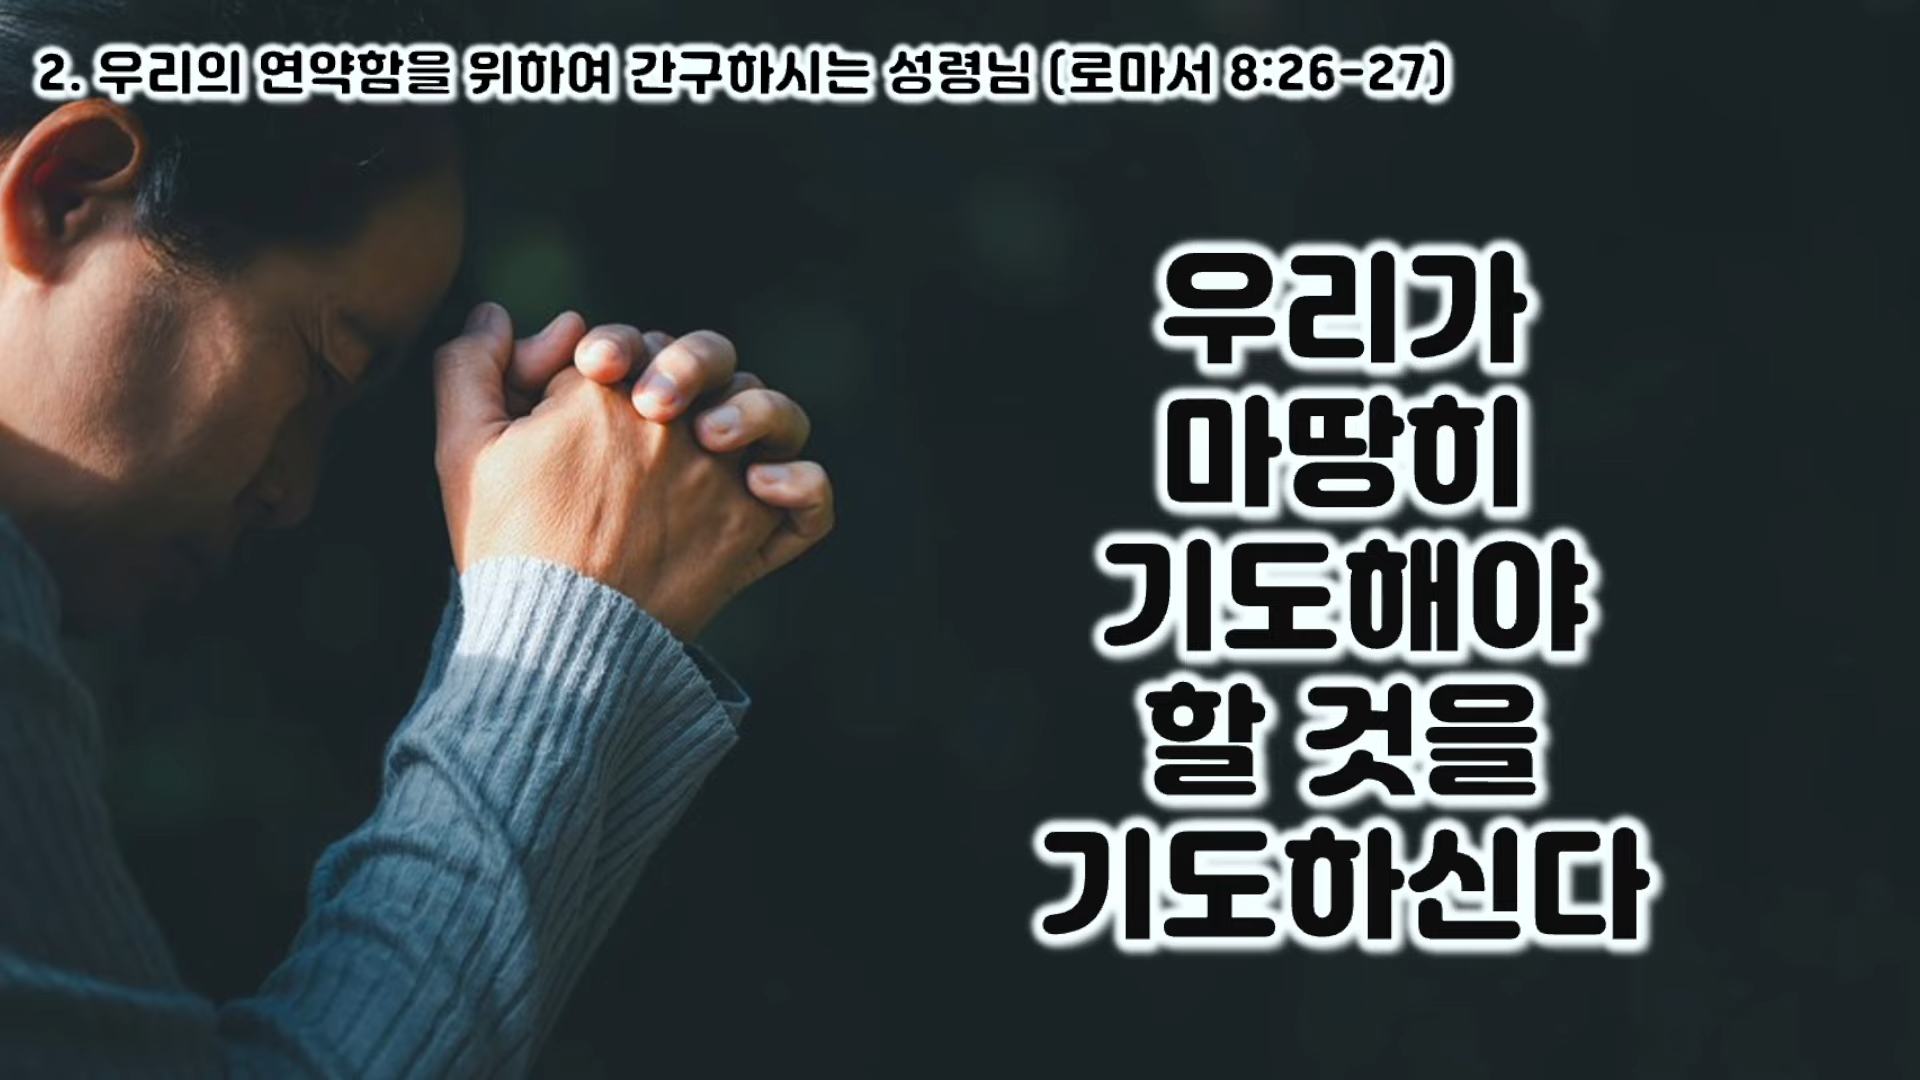 2. 우리의 연약함을 위하여 간구하시는 성령님 (로마서 8:26-27)
우리가
마땅히
기도해야
할 것을
기도하신다